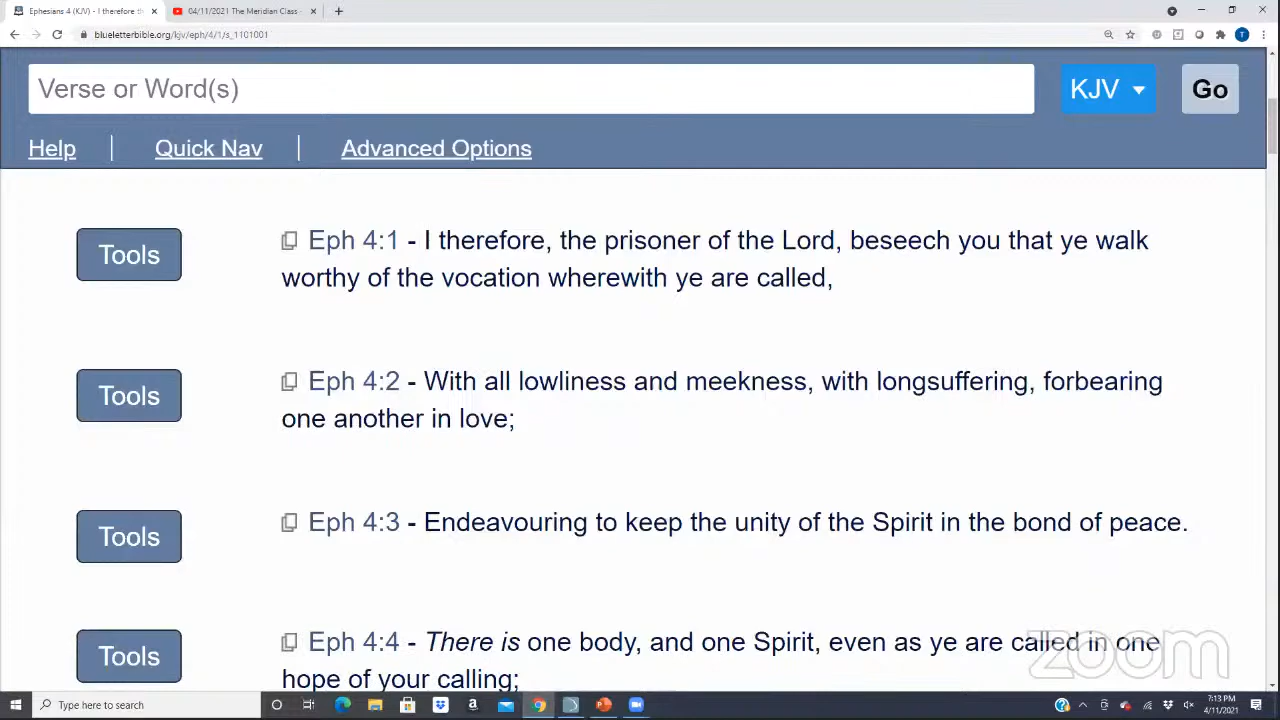 Ephesians 4 (KJV) - I therefore th
04/11/2021 The Meridian Class-
blueletterbible.org/kjv/eph/4/1/s_1101001
Verse or Word(s)
KJV
Go
Help
Quick Nav
Advanced Options
Tools
Eph 4:1 - I therefore, the prisoner of the Lord, beseech you that ye walk
worthy of the vocation wherewith ye are called,
Tools
Eph 4:2 - With all lowliness and meekness, with longsuffering, forbearing
one another in love;
Tools
Eph 4:3 - Endeavouring to keep the unity of the Spirit in the bond of peace.
Tools
Eph 4:4 - There is one body, and one Spirit, even as ye are called in one
hope of your calling;
zoom
Type here to search
7:13 PM
4/11/2021